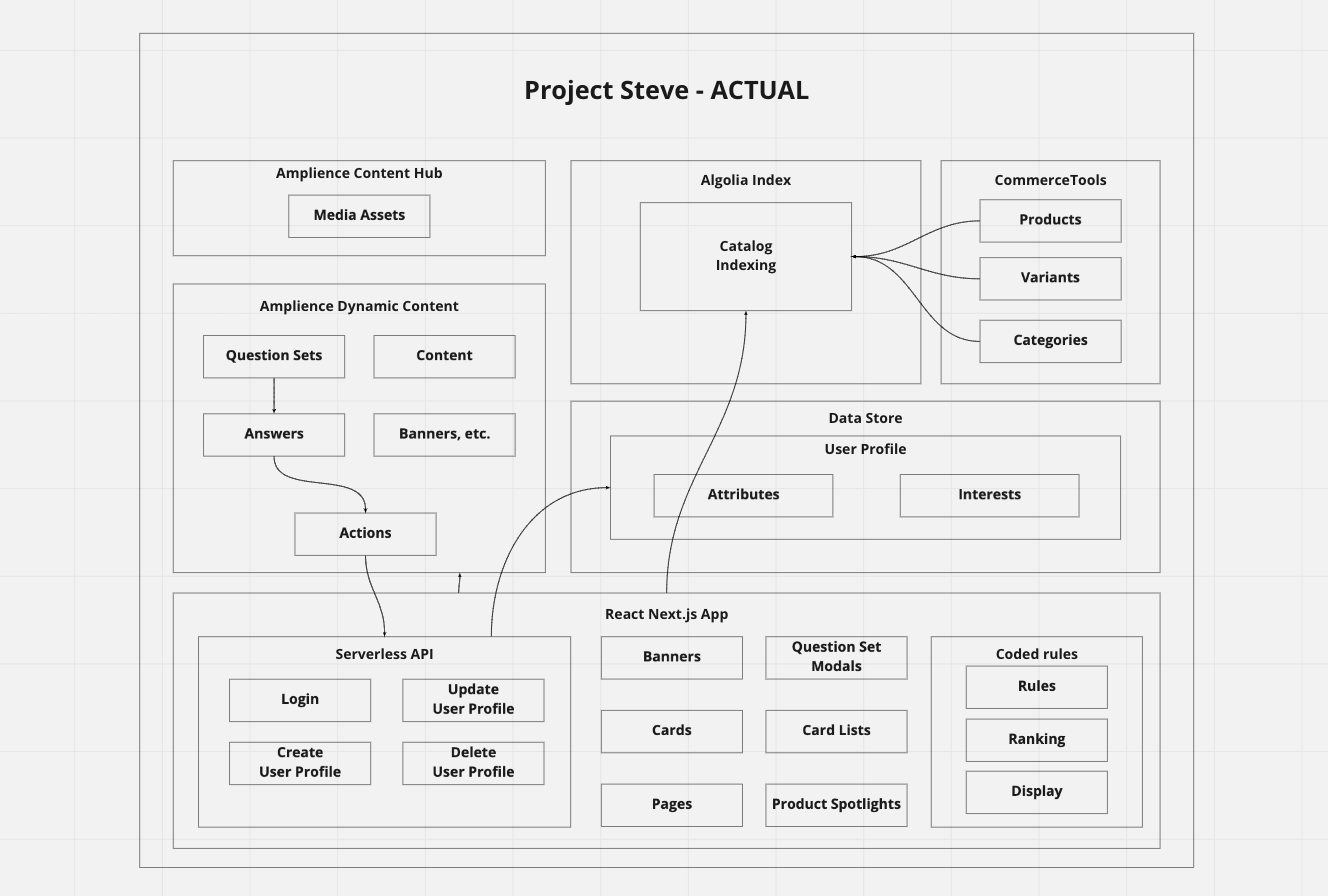 Project Steve - ACTUAL
Amplience Content Hub
Media Assets
Algolia Index
Catalog
Indexing
CommerceTools
Products
Variants
Categories
Amplience Dynamic Content
Question Sets
Content
Answers
Banners, etc.
Actions
Data Store
User Profile
Attributes
Interests
React Next.js App
Serverless API
Login
Update
User Profile
Create
User Profile
Delete
User Profile
Banners
Question Set
Modals
Cards
Card Lists
Pages
Product Spotlights
Coded rules
Rules
Ranking
Display